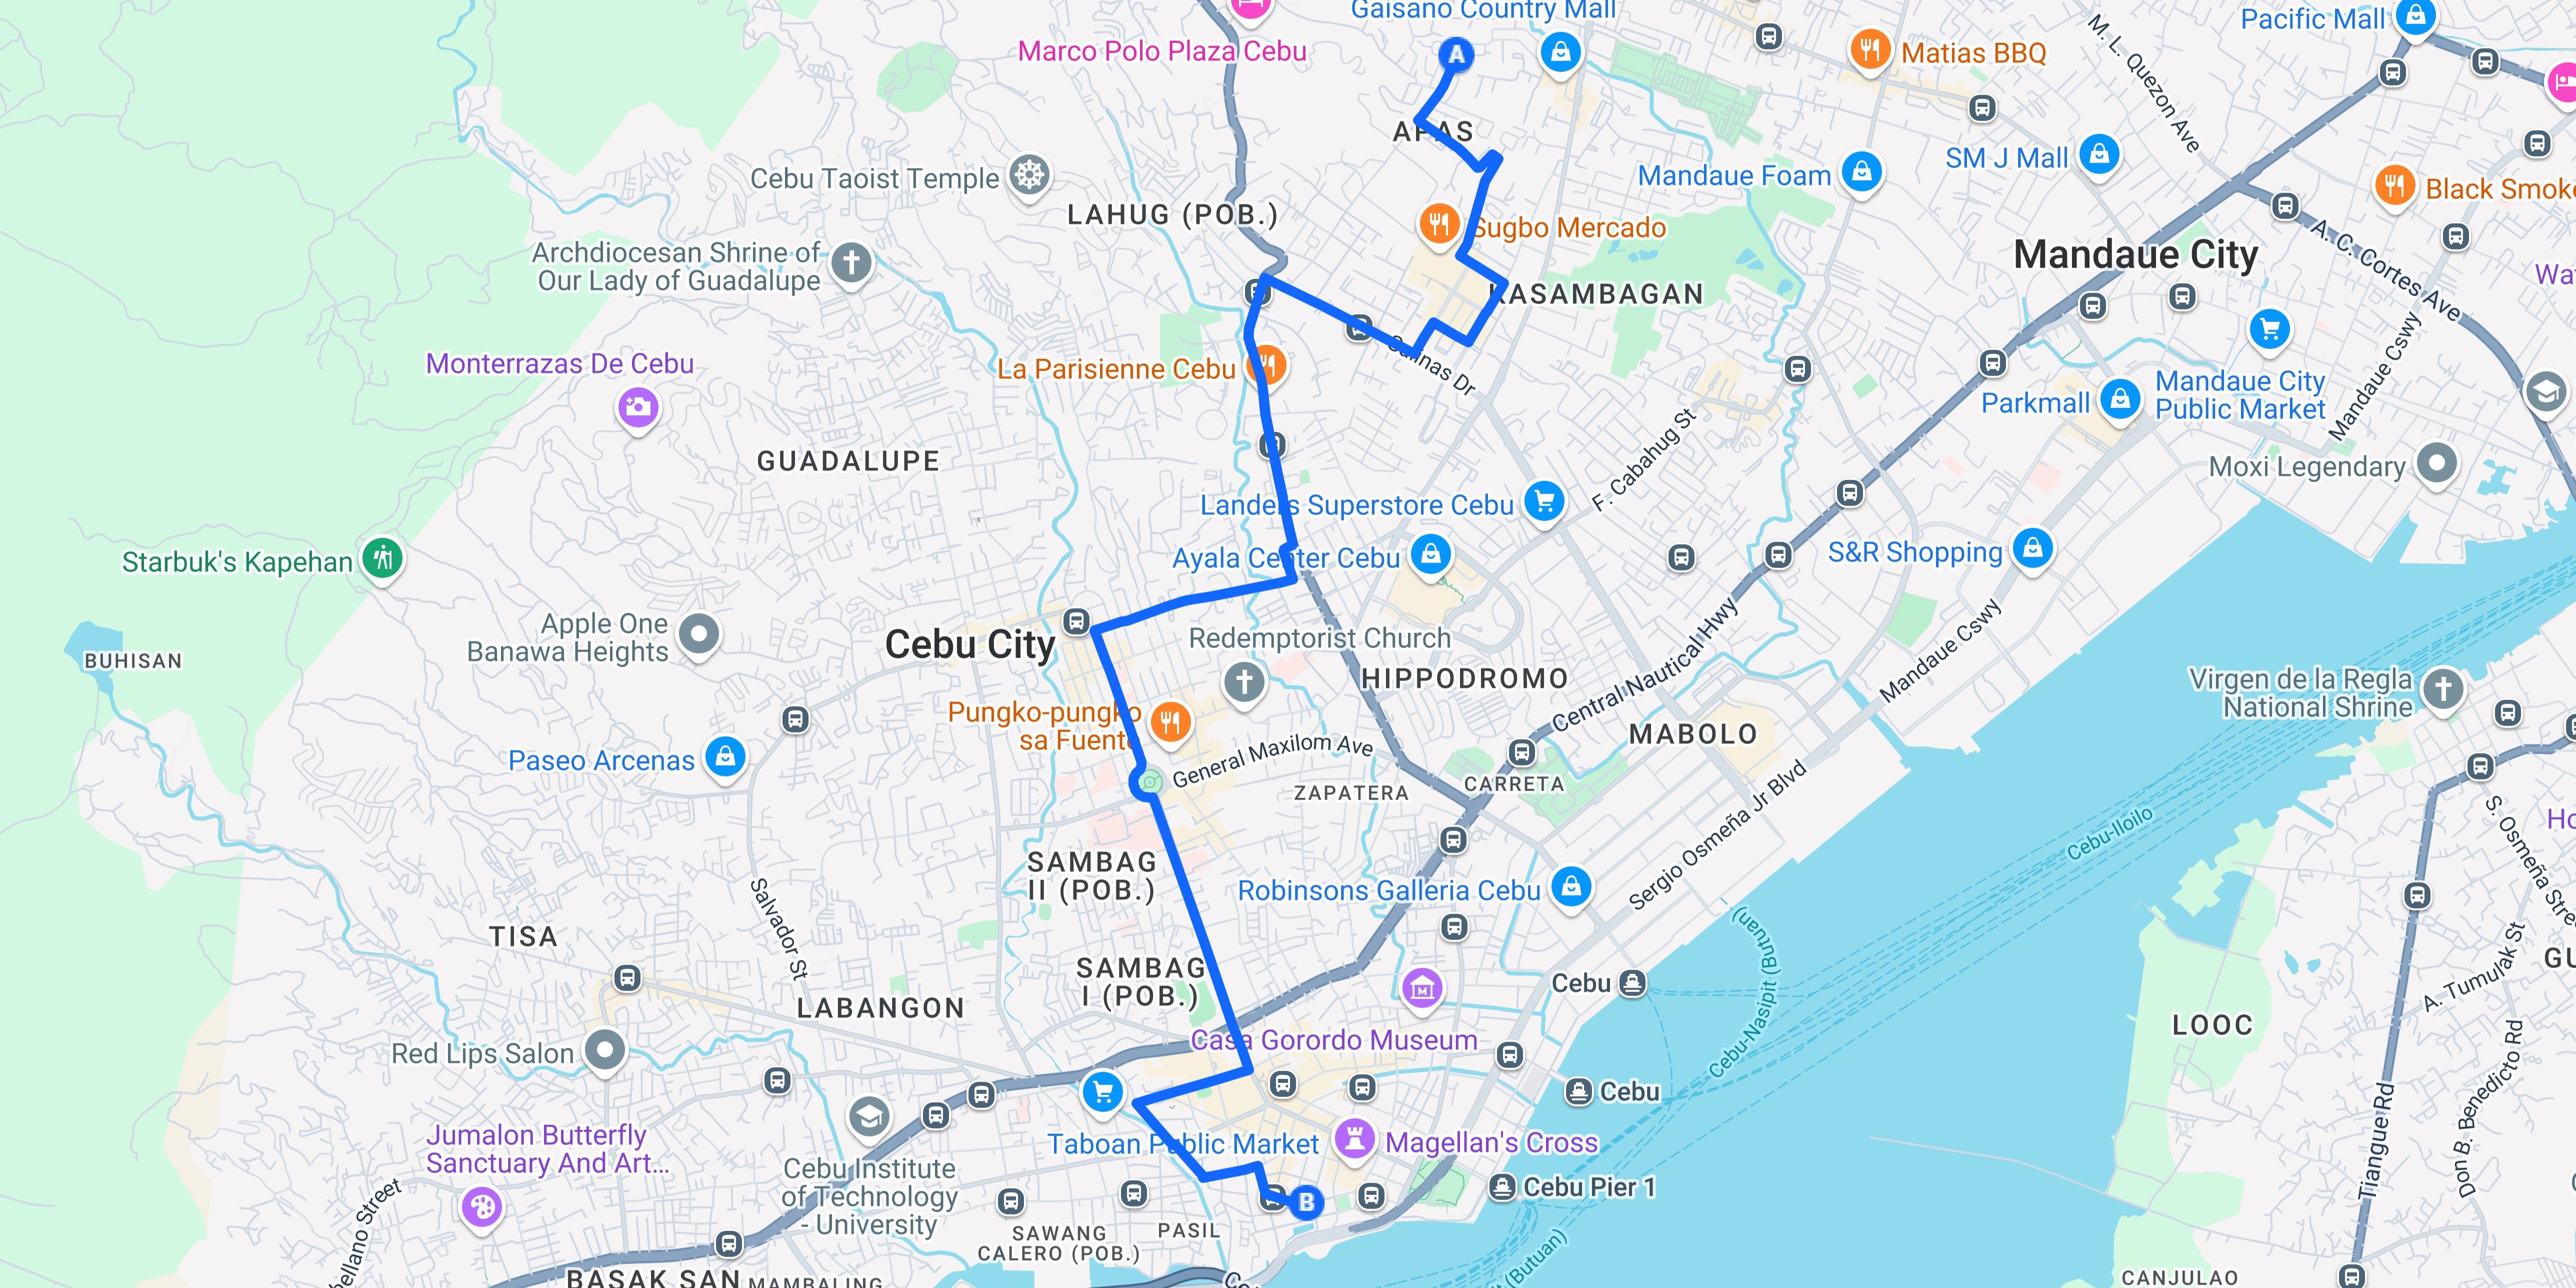 Gaisano Country Mall
Pacific Mall
Marco Polo Plaza Cebu
A
Matias BBQ
M. L. Quezon Ave
APAS
SM J Mall
Cebu Taoist Temple
Mandaue Foam
Black Smoke
LAHUG (POB.)
Sugbo Mercado
A. C. Cortes Ave
Archdiocesan Shrine of
Our Lady of Guadalupe
Mandaue City
KASAMBAGAN
Salinas Dr
Monterrazas De Cebu
La Parisienne Cebu
Mandaue City
Public Market
Parkmall
Mandaue Cswy
GUADALUPE
F. Cabahug St
Moxi Legendary
Landers Superstore Cebu
Starbuk's Kapehan
Ayala Center Cebu
S&R Shopping
Apple One
Banawa Heights
Cebu City
Redemptorist Church
BUHISAN
HIPPODROMO
Central Nautical Hwy
Mandaue Cswy
Virgen de la Regla
National Shrine
Pungko-pungko
sa Fuente
MABOLO
General Maxilom Ave
Paseo Arcenas
CARRETA
ZAPATERA
Sergio Osmeña Jr Blvd
Cebu-Iloilo
S. Osmeña Stre
SAMBAG
II (POB.)
Robinsons Galleria Cebu
Salvador St
TISA
Cebu-Nasipit (Butuan)
SAMBAG
I (POB.)
Cebu
A. Tumulak St
GU
LABANGON
LOOC
Casa Gorordo Museum
Red Lips Salon
Cebu
Don B. Benedicto Rd
Tiangue Rd
Jumalon Butterfly
Sanctuary And Art...
Taboan Public Market
Magellan's Cross
Cebu Institute
of Technology
- University
Cebu Pier 1
B
PASIL
SAWANG
CALERO (POB.)
(Butuan)
BASAK SAN
MAMBALING
CANJULAO